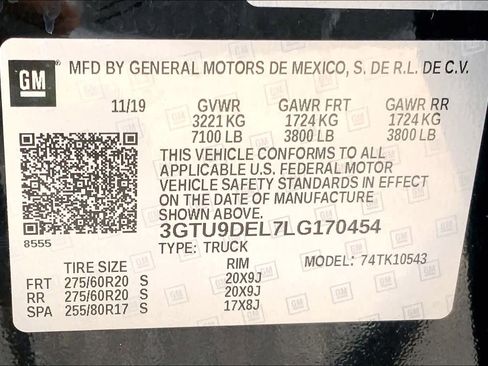 GM
MFD BY GENERAL MOTORS DE MEXICO, S. DE R.L. DE C.V.
11/19 GVWR GAWR FRT GAWR RR
3221 KG 1724 KG 1724 KG
7100 LB 3800 LB 3800 LB
THIS VEHICLE CONFORMS TO ALL
APPLICABLE U.S. FEDERAL MOTOR
VEHICLE SAFETY STANDARDS IN EFFECT
ON THE DATE OF MANUFACTURE
SHOWN ABOVE.
8555
3GTU9DEL7LG170454
TYPE: TRUCK
MODEL: 74TK10543
TIRE SIZE RIM
FRT 275/60R20 S 20X9J
RR 275/60R20 S 20X9J
SPA 255/80R17 S 17X8J